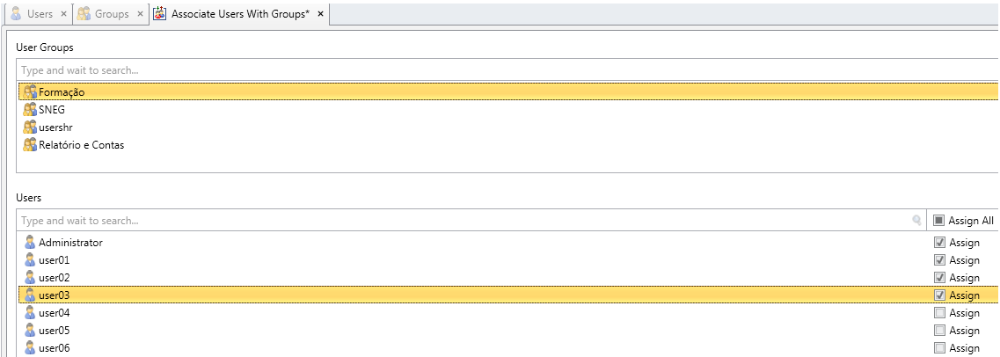 Users × Groups × Associate Users With Groups* ×
User Groups
Type and wait to search...
Formação
SNEG
usershr
Relatório e Contas
Users
Type and wait to search... Assign All
Administrator Assign
user01 Assign
user02 Assign
user03 Assign
user04 Assign
user05 Assign
user06 Assign